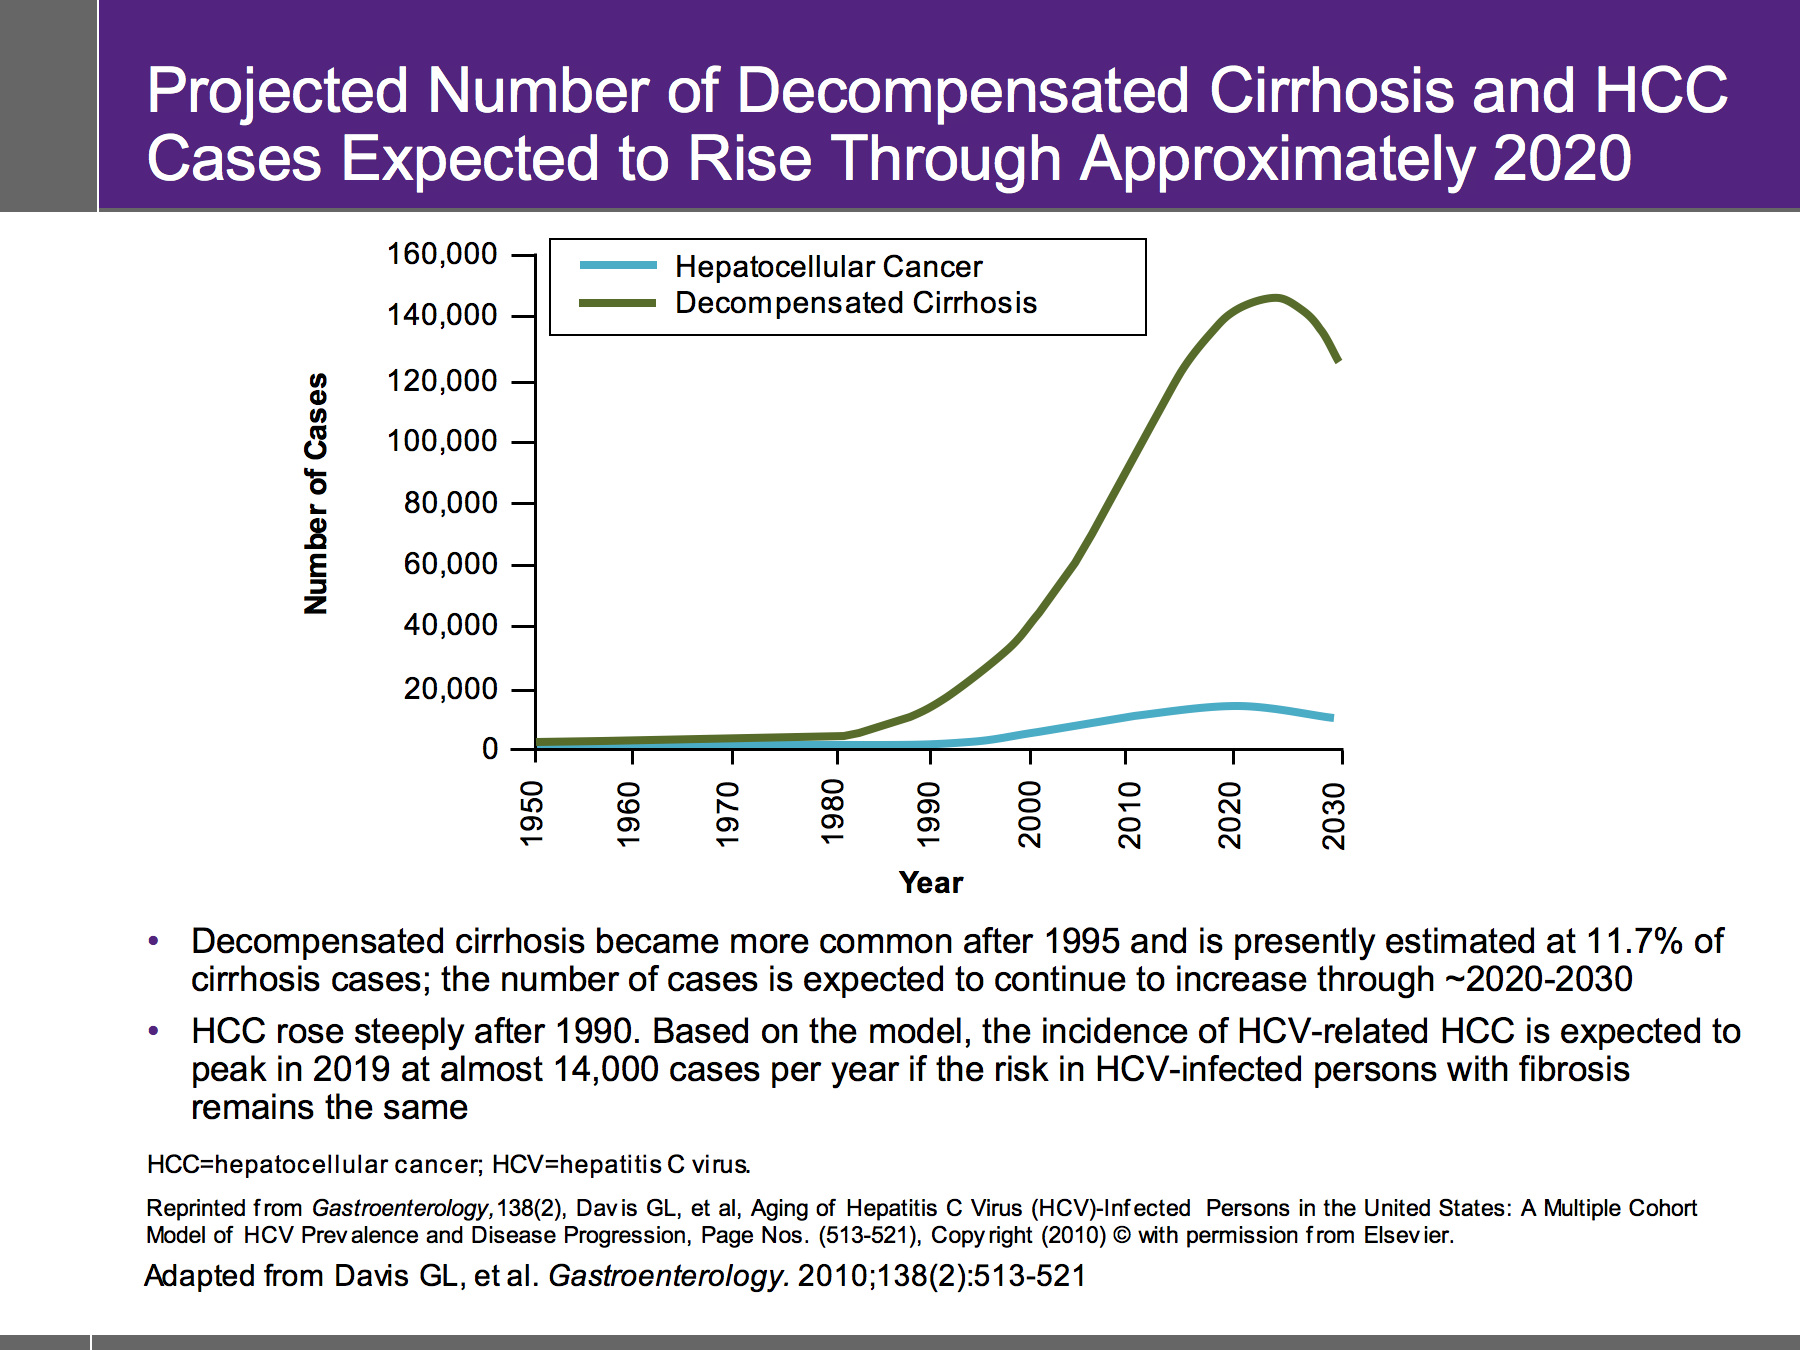 Projected Number of Decompensated Cirrhosis and HCC
Cases Expected to Rise Through Approximately 2020
160,000
140,000
120,000
100,000
80,000
60,000
40,000
20,000
0
Number of Cases
Hepatocellular Cancer
Decompensated Cirrhosis
1950
1960
1970
1980
1990
2000
2010
2020
2030
Year
• Decompensated cirrhosis became more common after 1995 and is presently estimated at 11.7% of
cirrhosis cases; the number of cases is expected to continue to increase through ~2020-2030
• HCC rose steeply after 1990. Based on the model, the incidence of HCV-related HCC is expected to
peak in 2019 at almost 14,000 cases per year if the risk in HCV-infected persons with fibrosis
remains the same
HCC=hepatocellular cancer; HCV=hepatitis C virus.
Reprinted from Gastroenterology, 138(2), Davis GL, et al, Aging of Hepatitis C Virus (HCV)-Infected Persons in the United States: A Multiple Cohort
Model of HCV Prevalence and Disease Progression, Page Nos. (513-521), Copyright (2010) © with permission from Elsevier.
Adapted from Davis GL, et al. Gastroenterology. 2010;138(2):513-521